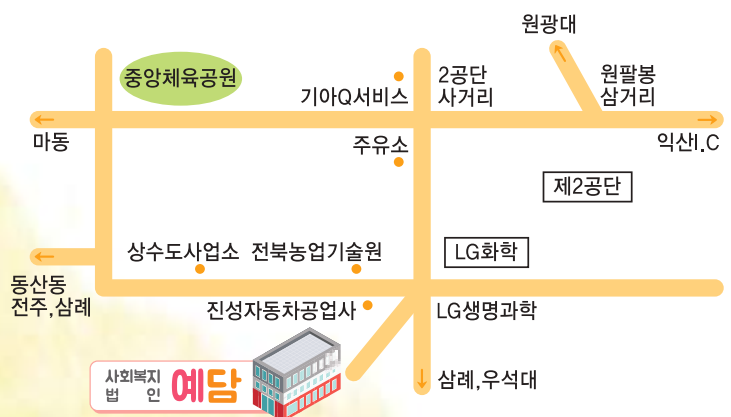 원광대
중앙체육공원
2공단
사거리
원팔봉
삼거리
기아Q서비스
마동
주유소
익산I.C
제2공단
상수도사업소
전북농업기술원
LG화학
동산동
전주,삼례
진성자동차공업사
LG생명과학
사회복지
법 인
예담
삼례,우석대